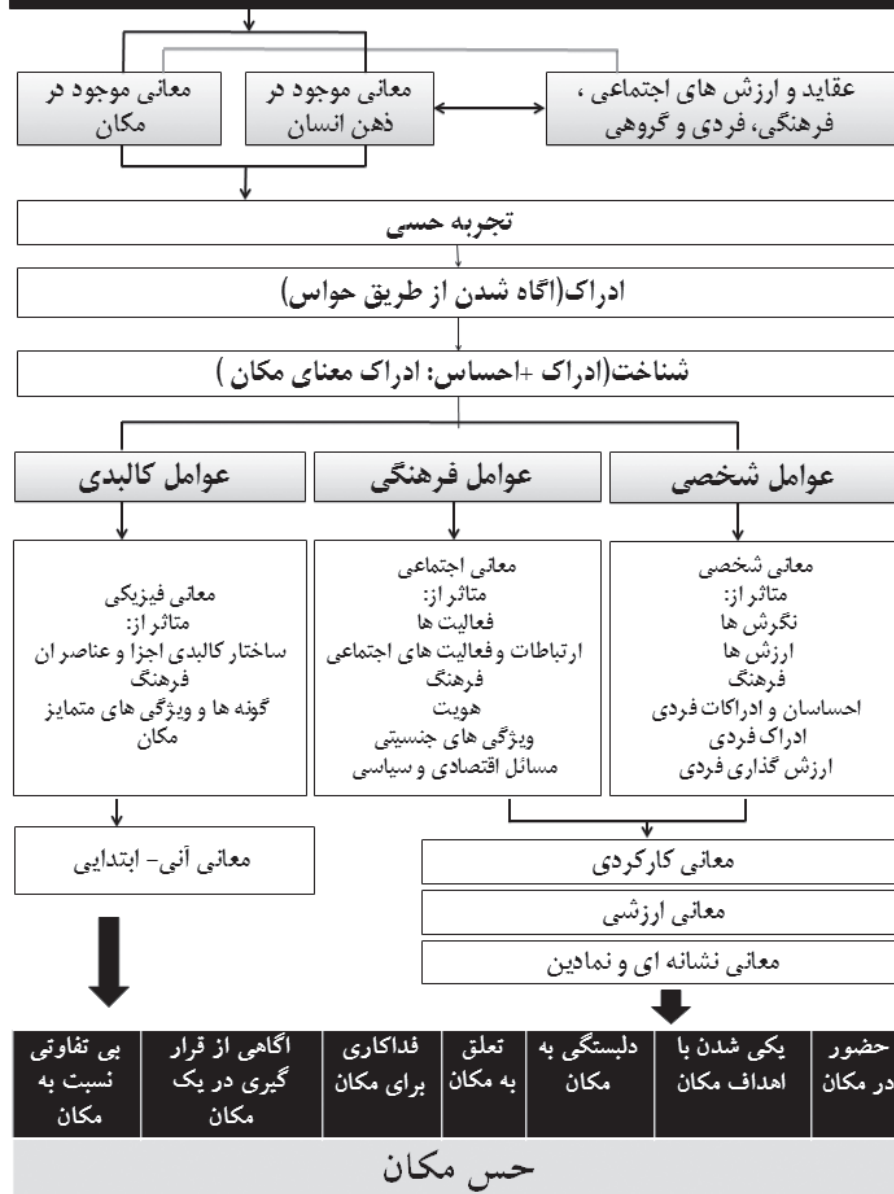 عقاید و ارزش های اجتماعی ،
فرهنگی، فردی و گروهی
معانی موجود در
ذهن انسان
معانی موجود در
مکان
تجربه حسی
ادراک(اگاه شدن از طریق حواس)
شناخت(ادراک +احساس: ادراک معنای مکان )
عوامل شخصی
عوامل فرهنگی
عوامل کالبدی
معانی شخصی
متاثر از:
نگرش ها
ارزش ها
فرهنگ
احساسان و ادراکات فردی
ادراک فردی
ارزش گذاری فردی
معانی اجتماعی
متاثر از:
فعالیت ها
ارتباطات و فعالیت های اجتماعی
فرهنگ
هویت
ویژگی های جنسیتی
مسائل اقتصادی و سیاسی
معانی فیزیکی
متاثر از:
ساختار کالبدی اجزا و عناصر ان
فرهنگ
گونه ها و ویژگی های متمایز
مکان
معانی کارکردی
معانی ارزشی
معانی نشانه ای و نمادین
معانی آنی- ابتدایی
حضور
در مکان
یکی شدن با
اهداف مکان
دلبستگی به
مکان
تعلق
به مکان
فداکاری
برای مکان
اگاهی از قرار
گیری در یک
مکان
بی تفاوتی
نسبت به
مکان
حس مکان